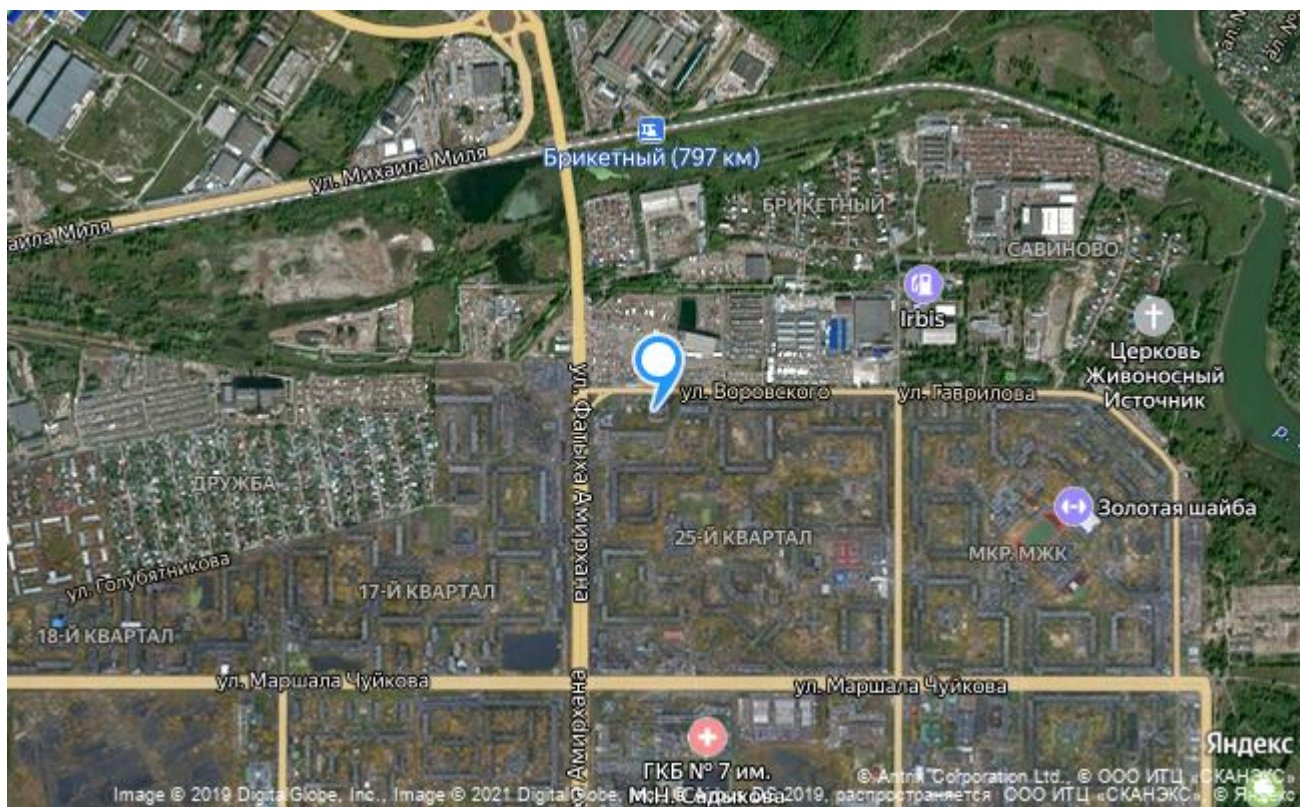 ул. Михаила Миля
Брикетный (797 км)
аила Миля
БРИКЕТНЫЙ
САВИНОВО
Irbis
Церковь
Живоносный
Источник
ул. Воровского
ул. Гаврилова
ул. Фатыха Амирхана
р.
ДРУЖБА
Золотая шайба
25-Й КВАРТАЛ
МКР. МЖК
ул. Голубятникова
17-Й КВАРТАЛ
18-Й КВАРТАЛ
ул. Маршала Чуйкова
ул. Маршала Чуйкова
ГКБ № 7 им.
М.Н. Садыкова
Яндекс
© Antrix Corporation Ltd., © ООО ИТЦ «СКАНЭКС»
Image © 2019 DigitalGlobe, Inc., Image © 2021 DigitalGlobe, DS 2019, распространяется ООО ИТЦ «СКАНЭКС», © Яндекс